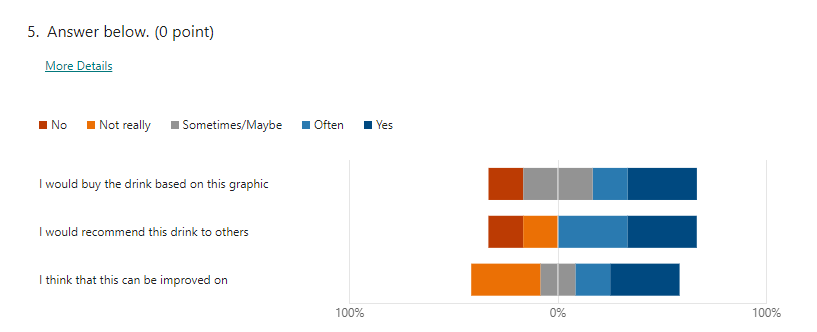 5. Answer below. (0 point)
More Details
No Not really Sometimes/Maybe Often Yes
I would buy the drink based on this graphic
I would recommend this drink to others
I think that this can be improved on
100% 0% 100%